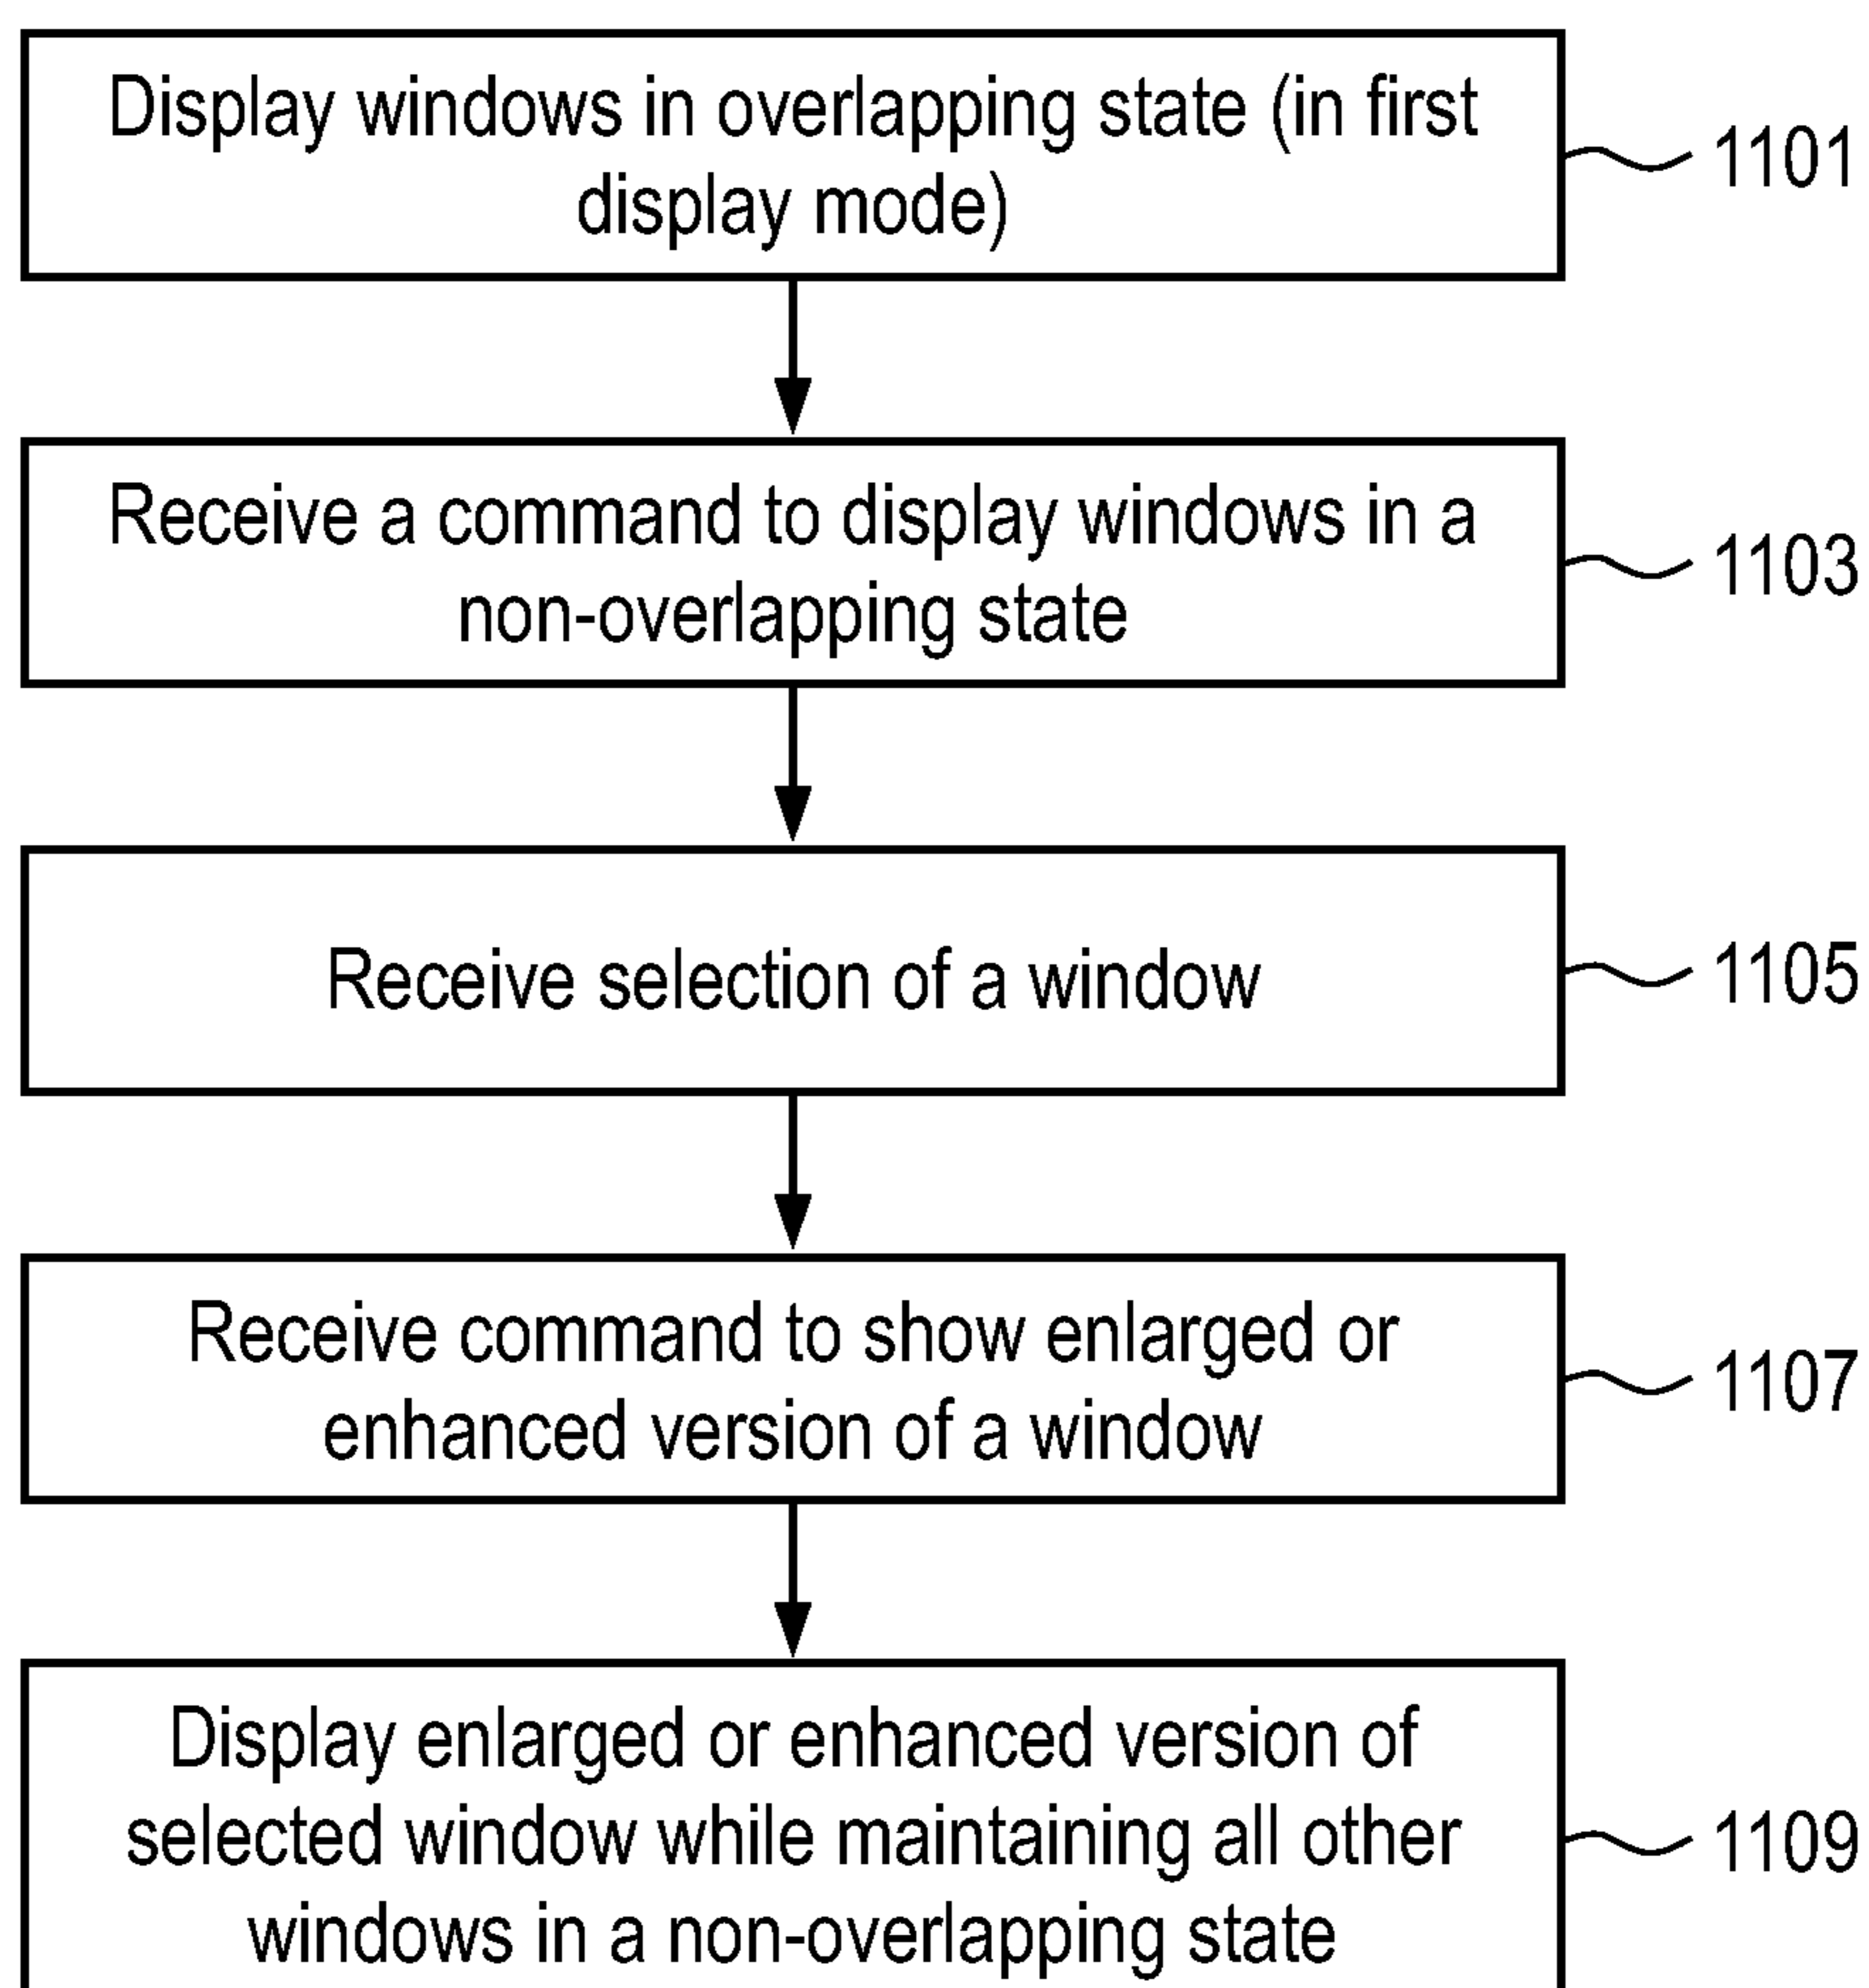 Display windows in overlapping state (in first
display mode)
1101
Receive a command to display windows in a
non-overlapping state
1103
Receive selection of a window
1105
Receive command to show enlarged or
enhanced version of a window
1107
Display enlarged or enhanced version of
selected window while maintaining all other
windows in a non-overlapping state
1109